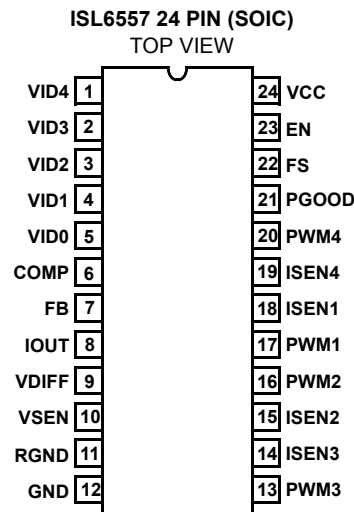 ISL6557 24 PIN (SOIC)
TOP VIEW
VID4 1 24 VCC
VID3 2 23 EN
VID2 3 22 FS
VID1 4 21 PGOOD
VID0 5 20 PWM4
COMP 6 19 ISEN4
FB 7 18 ISEN1
IOUT 8 17 PWM1
VDIFF 9 16 PWM2
VSEN 10 15 ISEN2
RGND 11 14 ISEN3
GND 12 13 PWM3